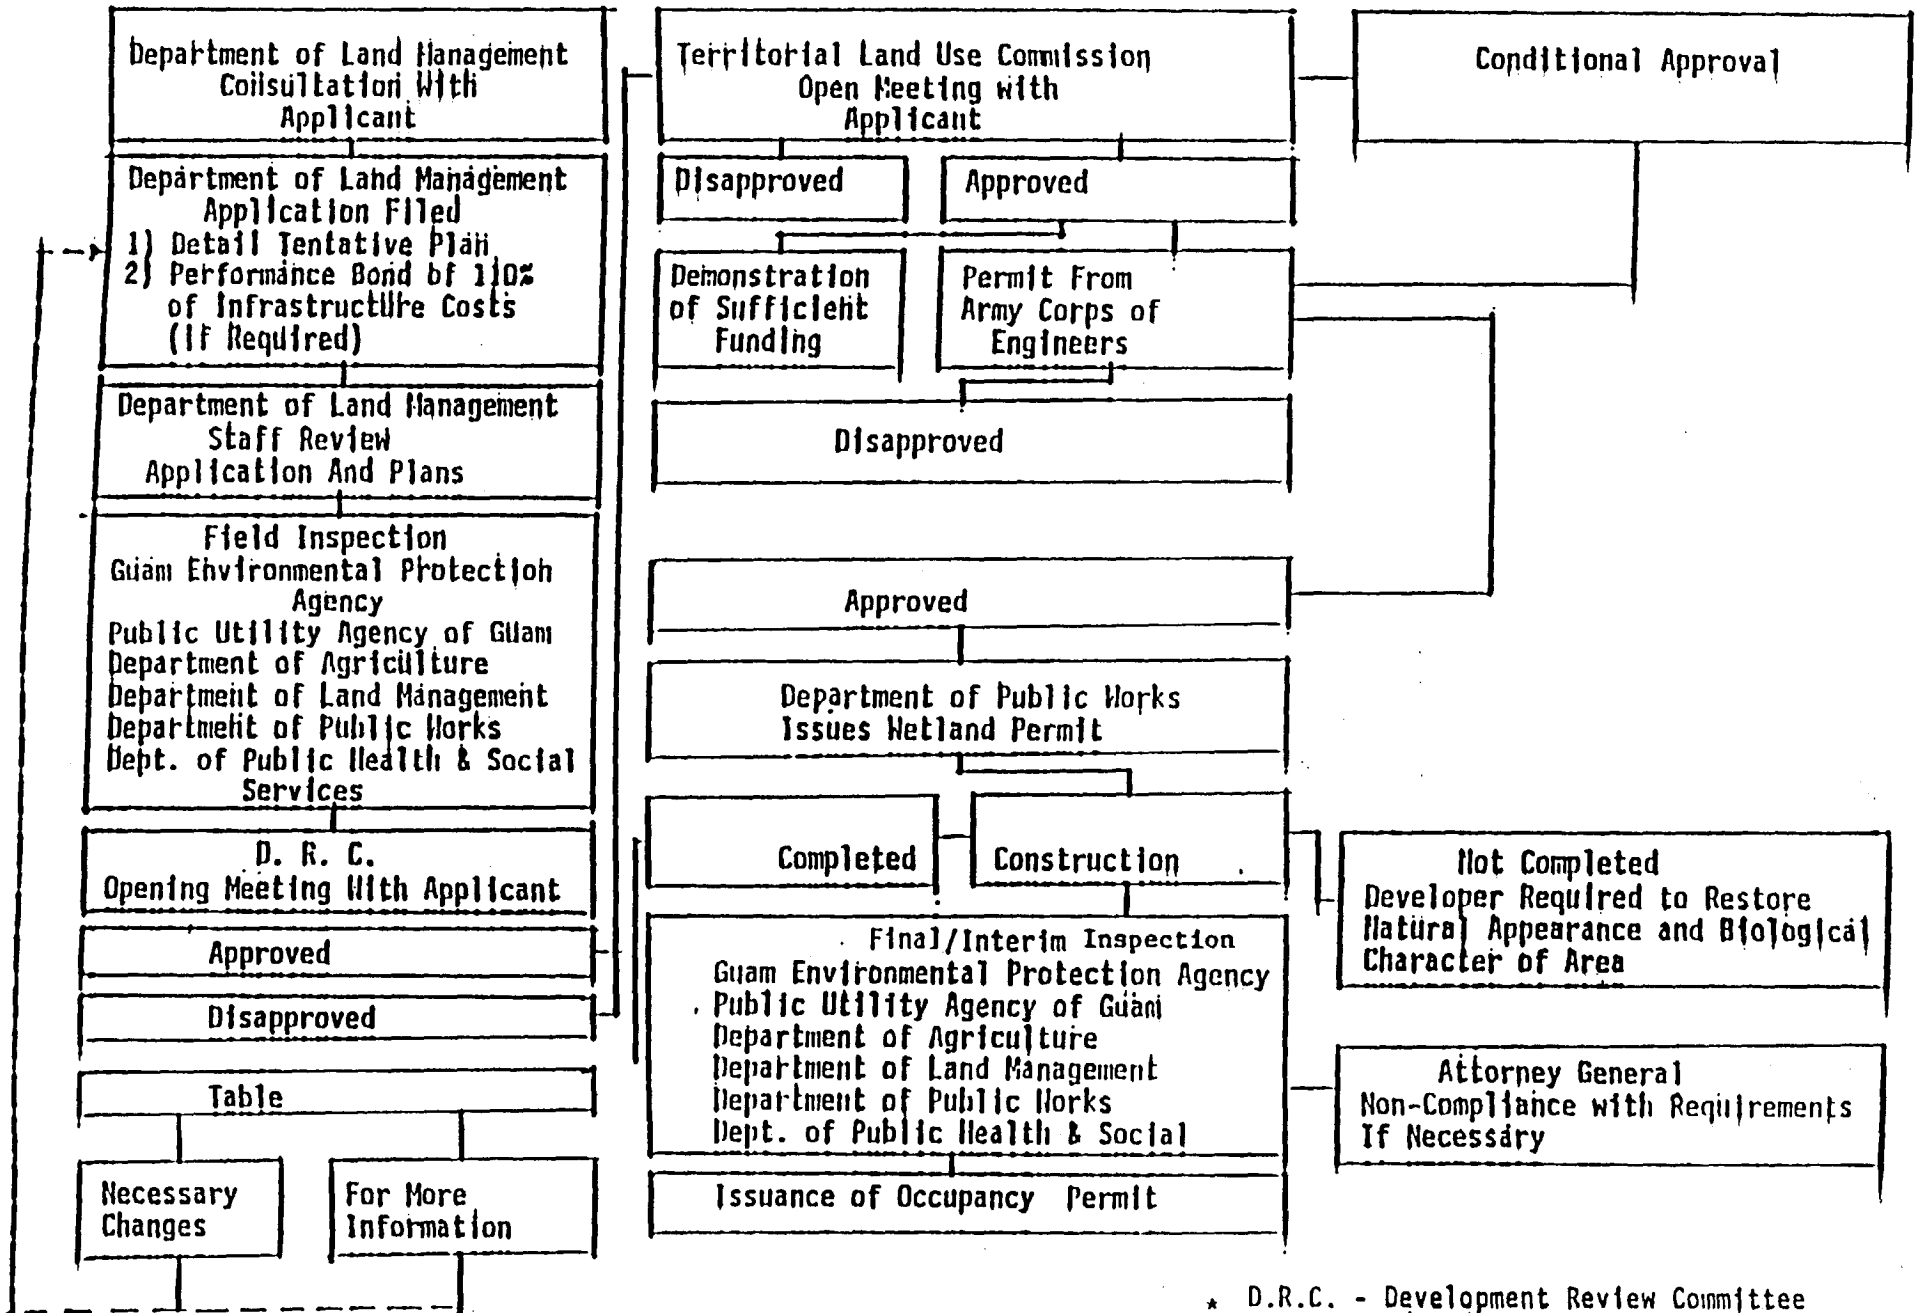 Department of Land Management
Consultation With
Applicant
Department of Land Management
Application Filed
1) Detail Tentative Plan
2) Performance Bond of 110%
of Infrastructure Costs
(If Required)
Department of Land Management
Staff Review
Application And Plans
Field Inspection
Guam Environmental Protection
Agency
Public Utility Agency of Guam
Department of Agriculture
Department of Land Management
Department of Public Works
Dept. of Public Health & Social
Services
D. R. C.
Opening Meeting With Applicant
Approved
Disapproved
Table
Necessary
Changes
For More
Information
Territorial Land Use Commission
Open Meeting with
Applicant
Disapproved
Approved
Demonstration
of Sufficient
Funding
Permit From
Army Corps of
Engineers
Disapproved
Approved
Department of Public Works
Issues Wetland Permit
Completed
Construction
Final/Interim Inspection
Guam Environmental Protection Agency
Public Utility Agency of Guam
Department of Agriculture
Department of Land Management
Department of Public Works
Dept. of Public Health & Social
Issuance of Occupancy Permit
Conditional Approval
Not Completed
Developer Required to Restore
Natural Appearance and Biological
Character of Area
Attorney General
Non-Compliance with Requirements
If Necessary
* D.R.C. - Development Review Committee